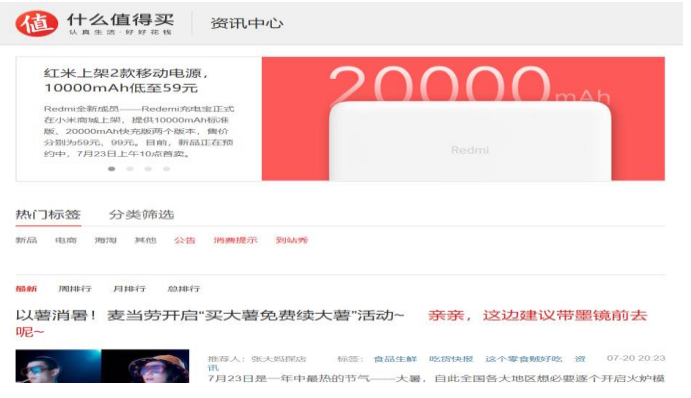 值 什么值得买 资讯中心
认真生活·好好花钱
红米上架2款移动电源，
10000mAh低至59元
Redmi全新成员——Redemi充电宝正式
在小米商城上架，提供10000mAh标准
版、20000mAh快充版两个版本，售价
分别为59元、99元。目前，新品正在预
约中，7月23日上午10点首卖。
20000mAh
Redmi
热门标签 分类筛选
新品 电商 海淘 其他 公告 消费提示 到站秀
最新 周排行 月排行 总排行
以薯消暑！麦当劳开启“买大薯免费续大薯”活动~ 亲亲，这边建议带墨镜前去
呢~
推荐人：张大妈探店 标签：食品生鲜 吃货快报 这个零食贼好吃 资 07-20 20:23
讯
7月23日是一年中最热的节气——大暑，自此全国各大地区想必要逐个开启火炉模